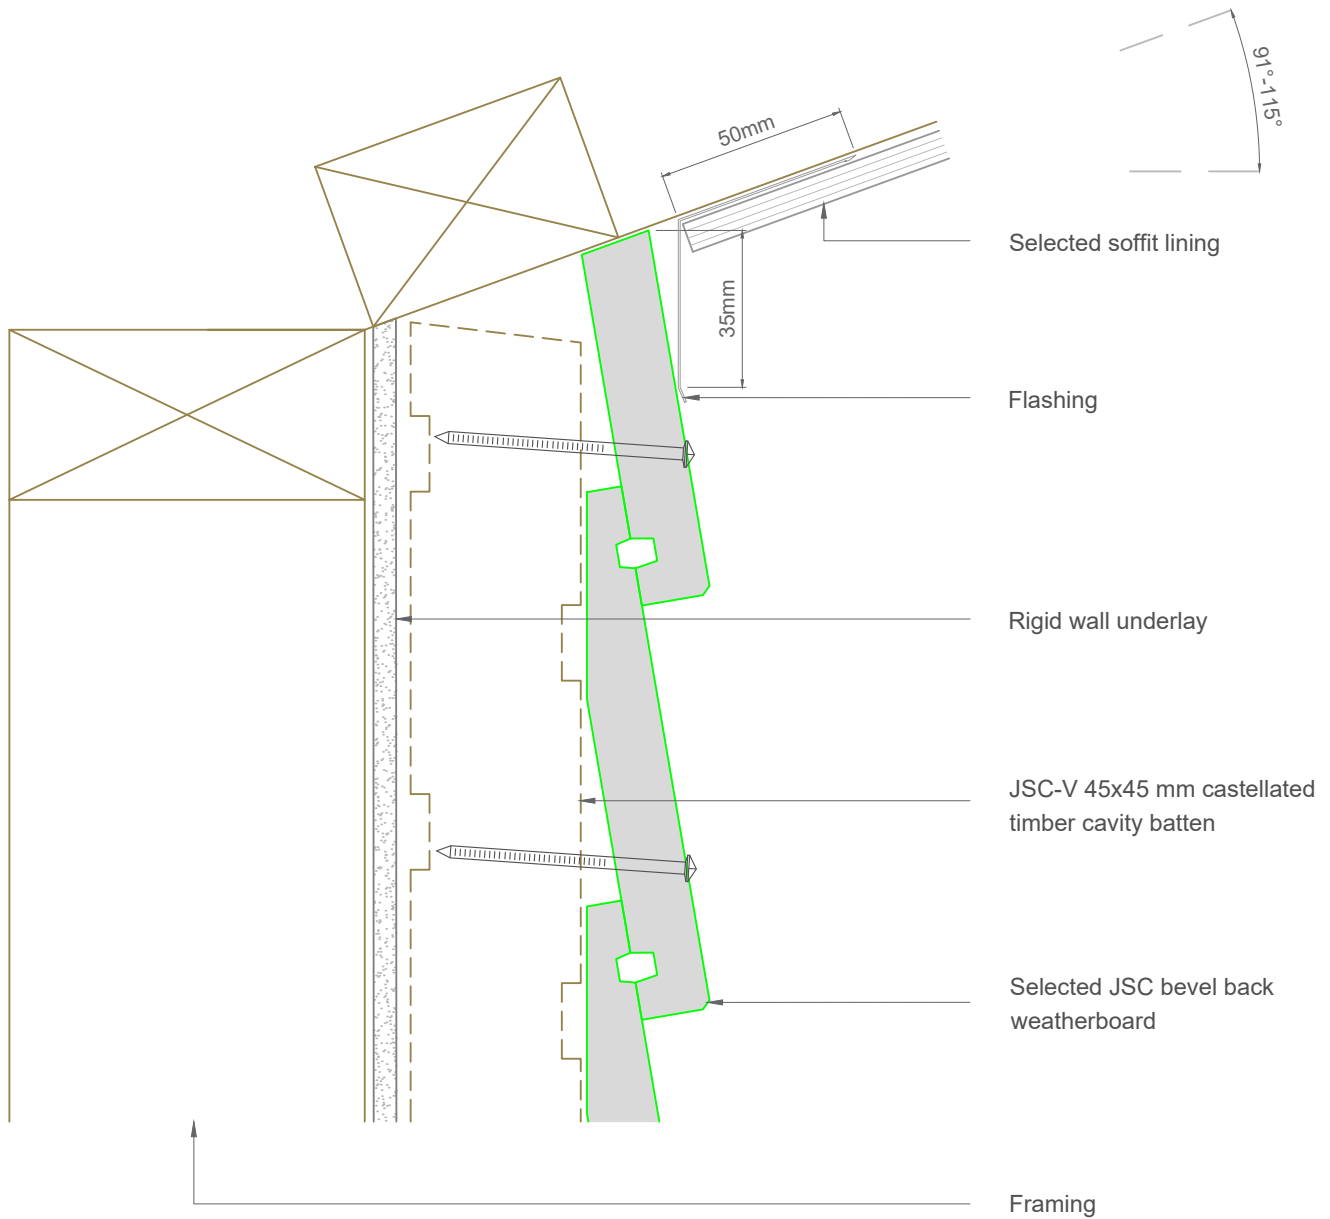 91°-115°
50mm
Selected soffit lining
35mm
Flashing
Rigid wall underlay
JSC-V 45x45 mm castellated
timber cavity batten
Selected JSC bevel back
weatherboard
Framing